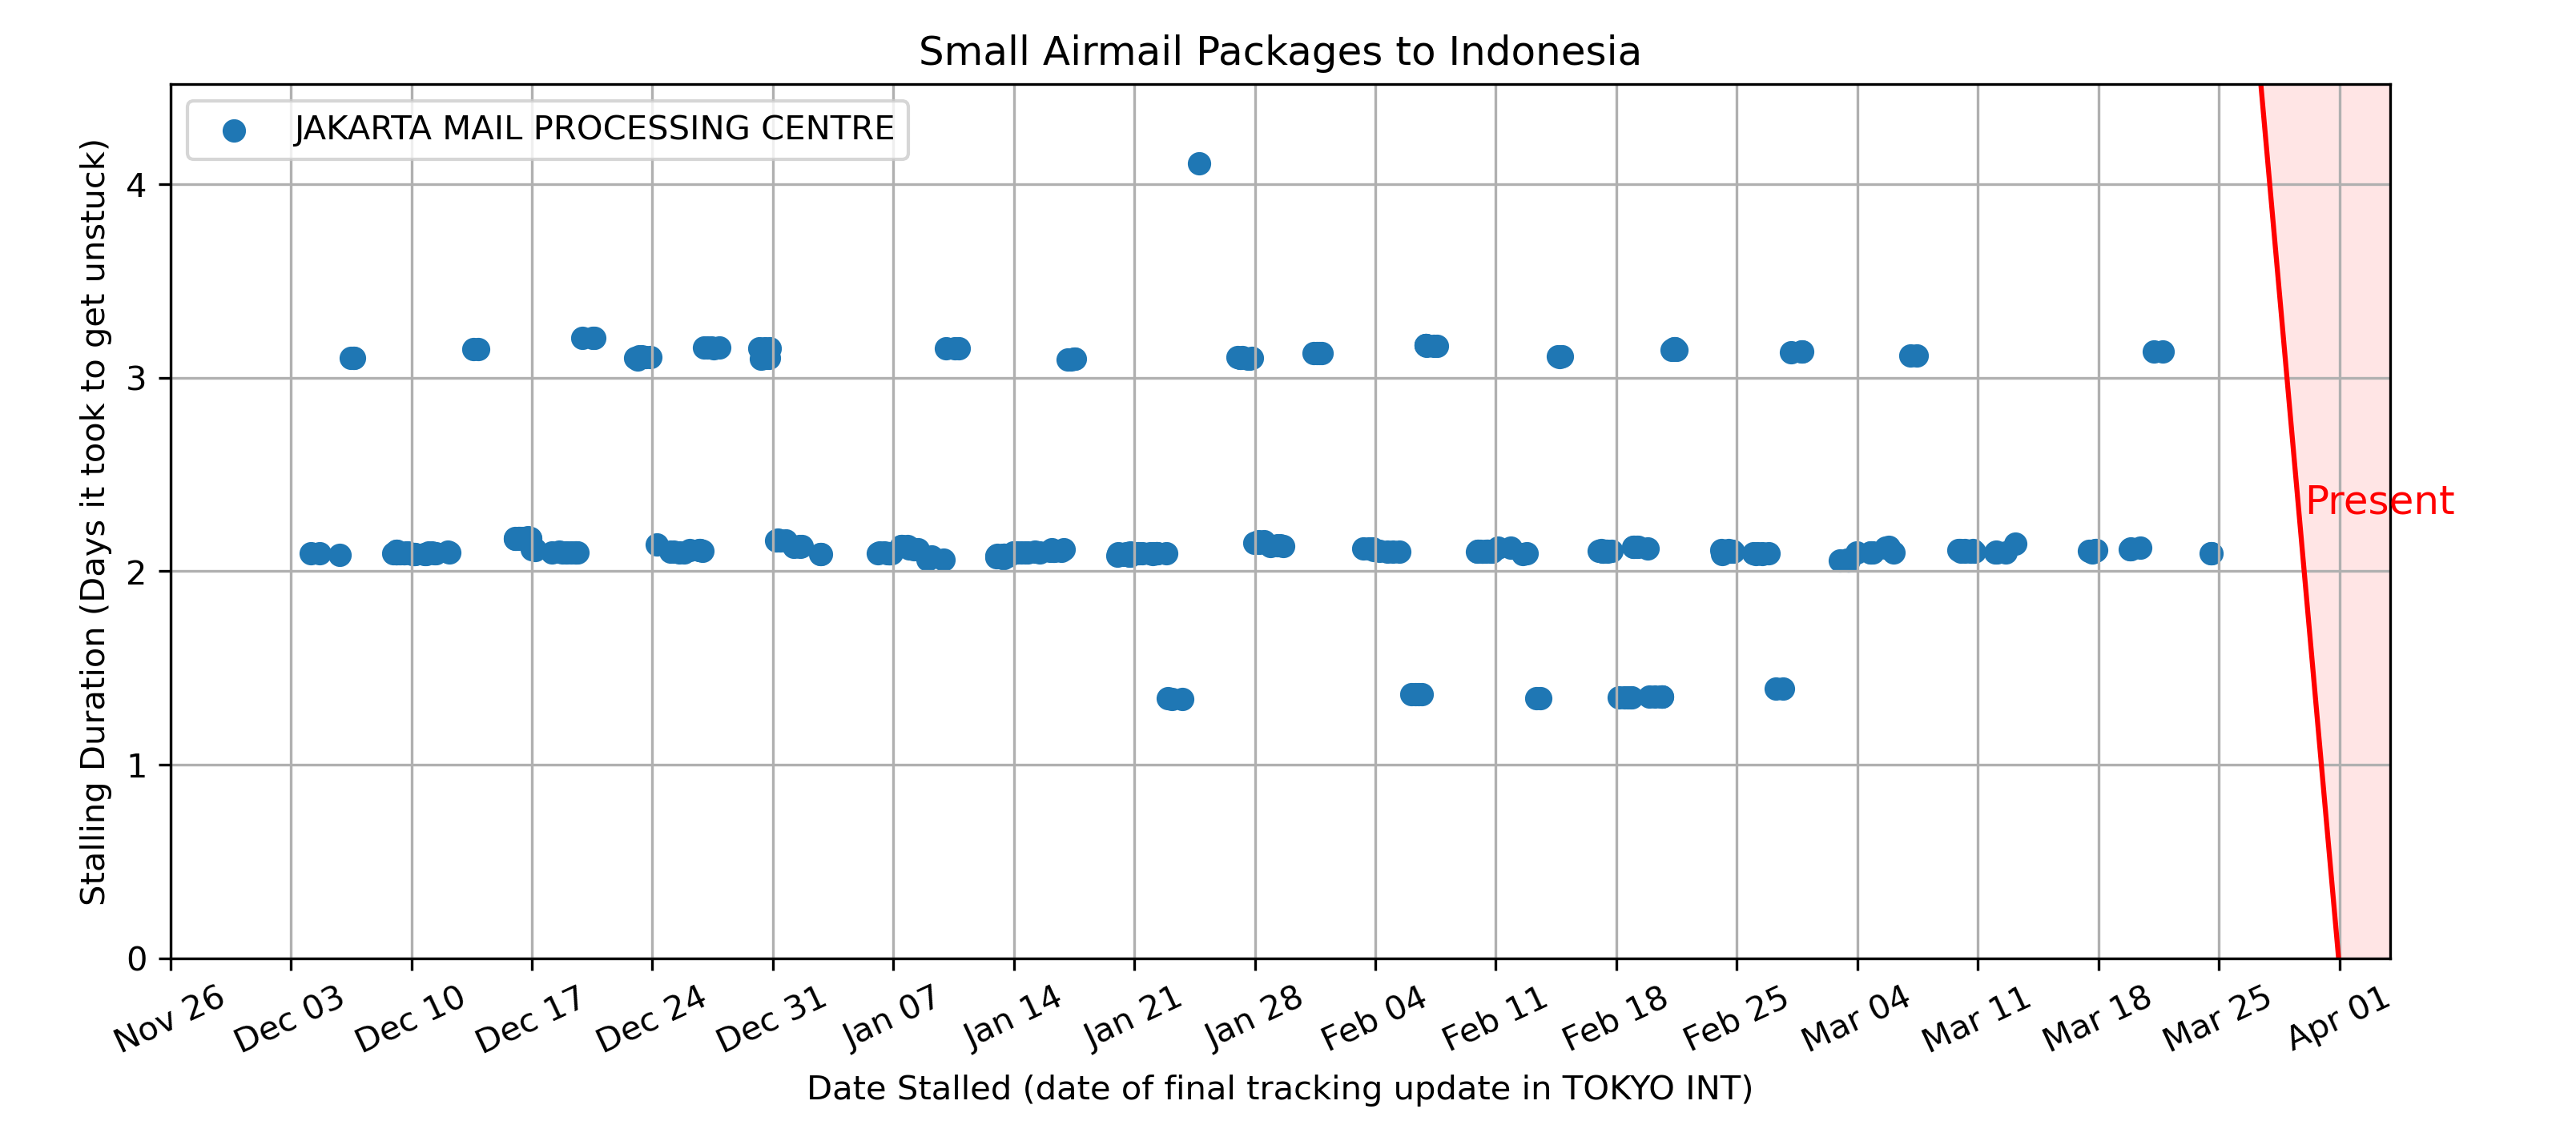 Small Airmail Packages to Indonesia
JAKARTA MAIL PROCESSING CENTRE
Stalling Duration (Days it took to get unstuck)
4
3
2
1
0
Present
Nov 26
Dec 03
Dec 10
Dec 17
Dec 24
Dec 31
Jan 07
Jan 14
Jan 21
Jan 28
Feb 04
Feb 11
Feb 18
Feb 25
Mar 04
Mar 11
Mar 18
Mar 25
Apr 01
Date Stalled (date of final tracking update in TOKYO INT)